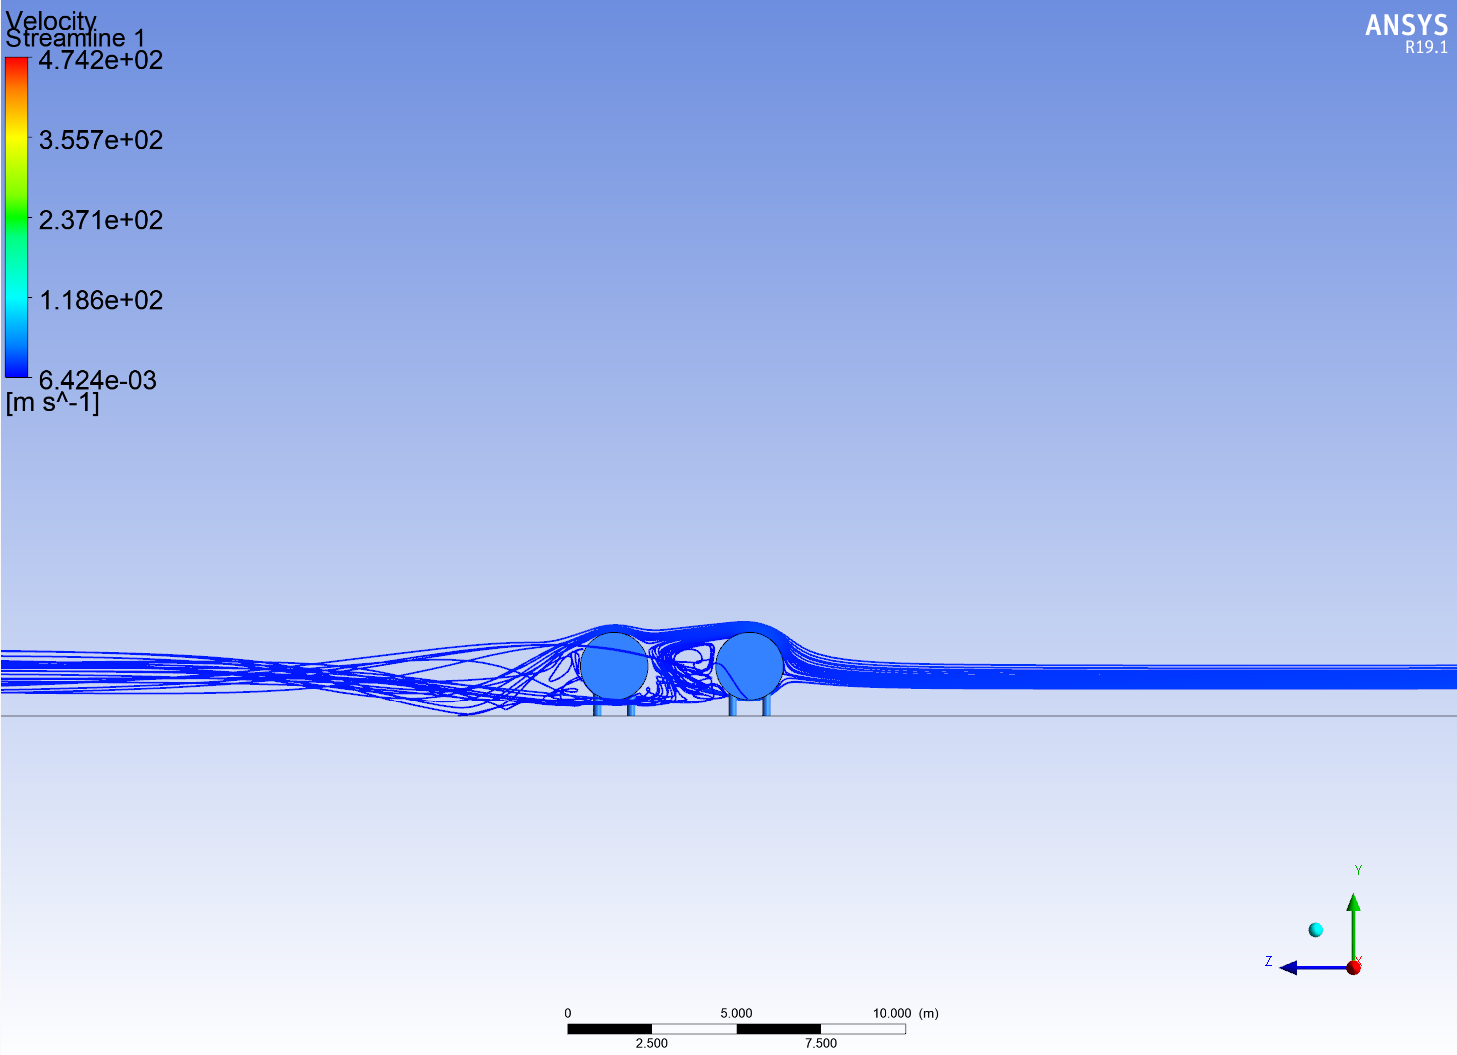 Velocity
Streamline 1
4.742e+02
3.557e+02
2.371e+02
1.186e+02
6.424e-03
[m s^-1]
ANSYS
R19.1
Y
Z
X
0
5.000
10.000 (m)
2.500
7.500